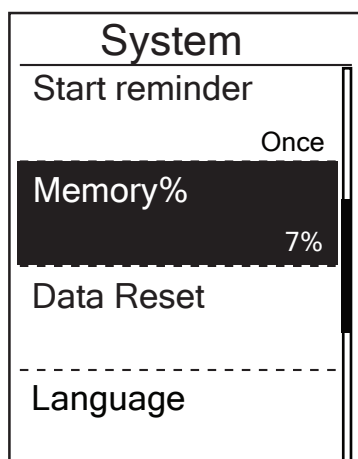 System
Start reminder
Once
Memory%
7%
Data Reset
Language